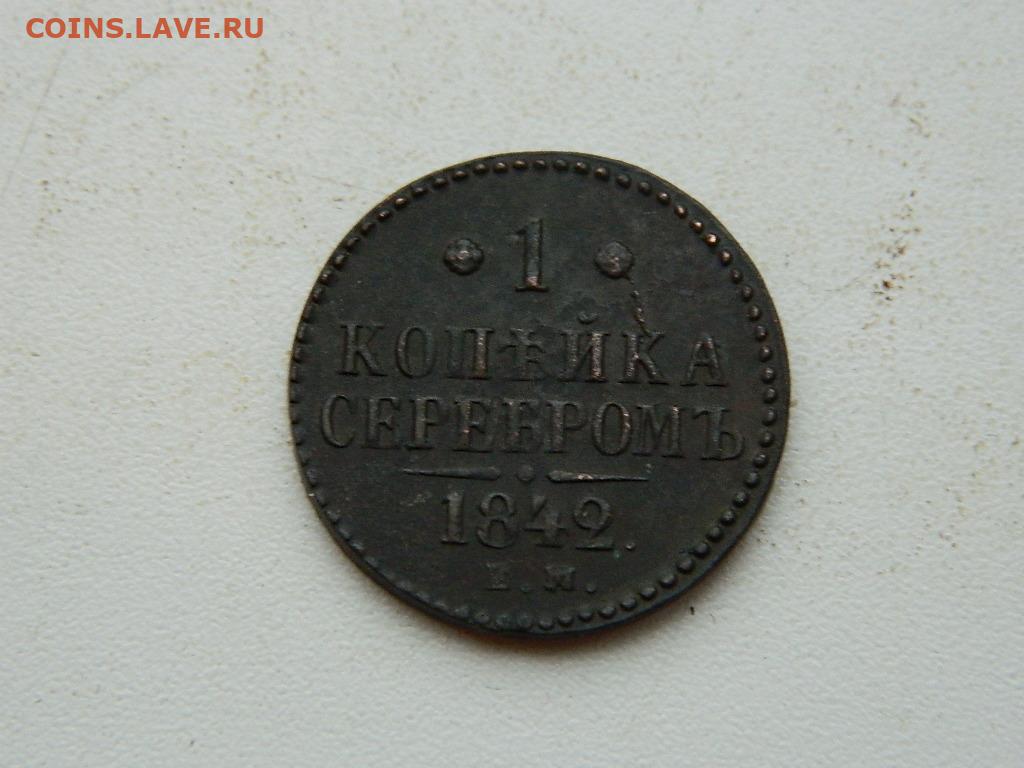 COINS.LAVE.RU
1
КОПѢЙКА
СЕРЕБРОМЪ
1842.
Е.М.